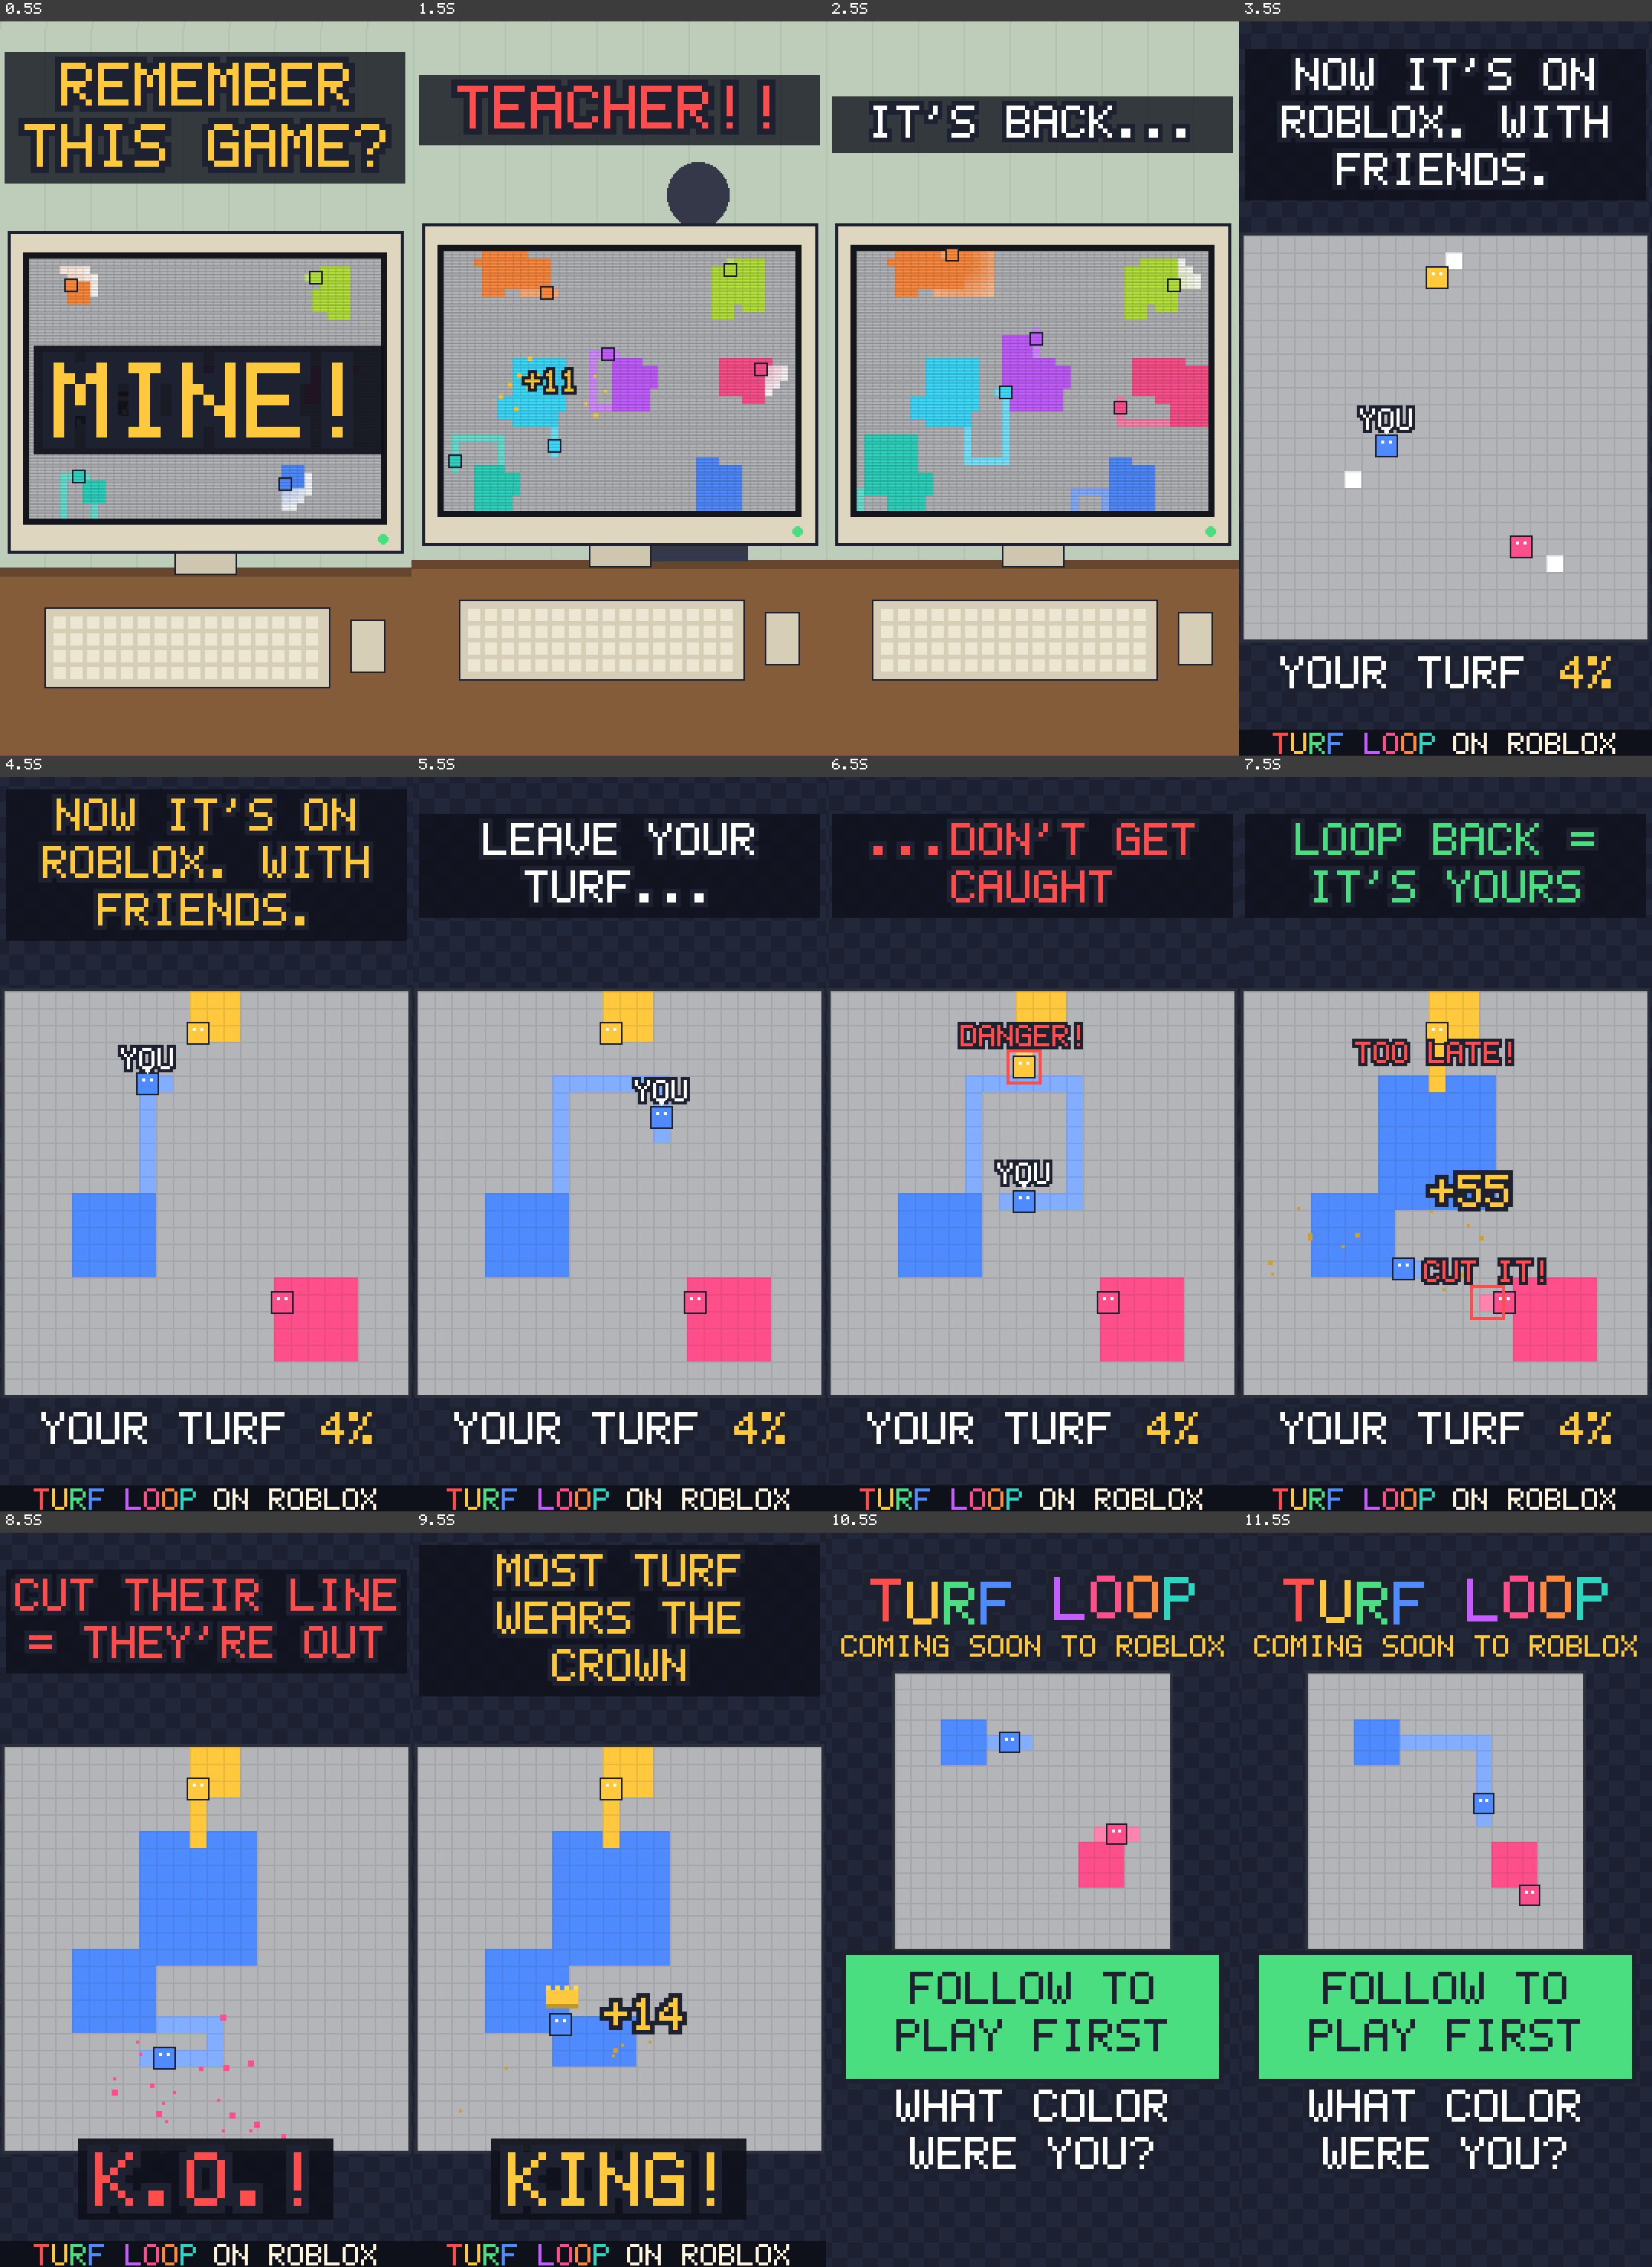 0.5S
REMEMBER
THIS GAME?
MINE!
1.5S
TEACHER!!
+11
2.5S
IT'S BACK...
3.5S
NOW IT'S ON
ROBLOX. WITH
FRIENDS.
YOU
YOUR TURF 4%
TURF LOOP ON ROBLOX
4.5S
NOW IT'S ON
ROBLOX. WITH
FRIENDS.
YOU
YOUR TURF 4%
TURF LOOP ON ROBLOX
5.5S
LEAVE YOUR
TURF...
YOU
YOUR TURF 4%
TURF LOOP ON ROBLOX
6.5S
...DON'T GET
CAUGHT
DANGER!
YOU
YOUR TURF 4%
TURF LOOP ON ROBLOX
7.5S
LOOP BACK =
IT'S YOURS
TOO LATE!
+55
CUT IT!
YOUR TURF 4%
TURF LOOP ON ROBLOX
8.5S
CUT THEIR LINE
= THEY'RE OUT
K.O.!
TURF LOOP ON ROBLOX
9.5S
MOST TURF
WEARS THE
CROWN
+14
KING!
TURF LOOP ON ROBLOX
10.5S
TURF LOOP
COMING SOON TO ROBLOX
FOLLOW TO
PLAY FIRST
WHAT COLOR
WERE YOU?
11.5S
TURF LOOP
COMING SOON TO ROBLOX
FOLLOW TO
PLAY FIRST
WHAT COLOR
WERE YOU?